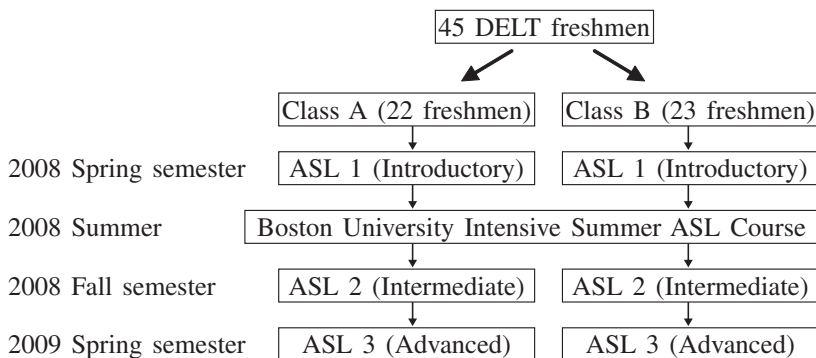 45 DELT freshmen
Class A (22 freshmen) Class B (23 freshmen)
2008 Spring semester ASL 1 (Introductory) ASL 1 (Introductory)
2008 Summer Boston University Intensive Summer ASL Course
2008 Fall semester ASL 2 (Intermediate) ASL 2 (Intermediate)
2009 Spring semester ASL 3 (Advanced) ASL 3 (Advanced)